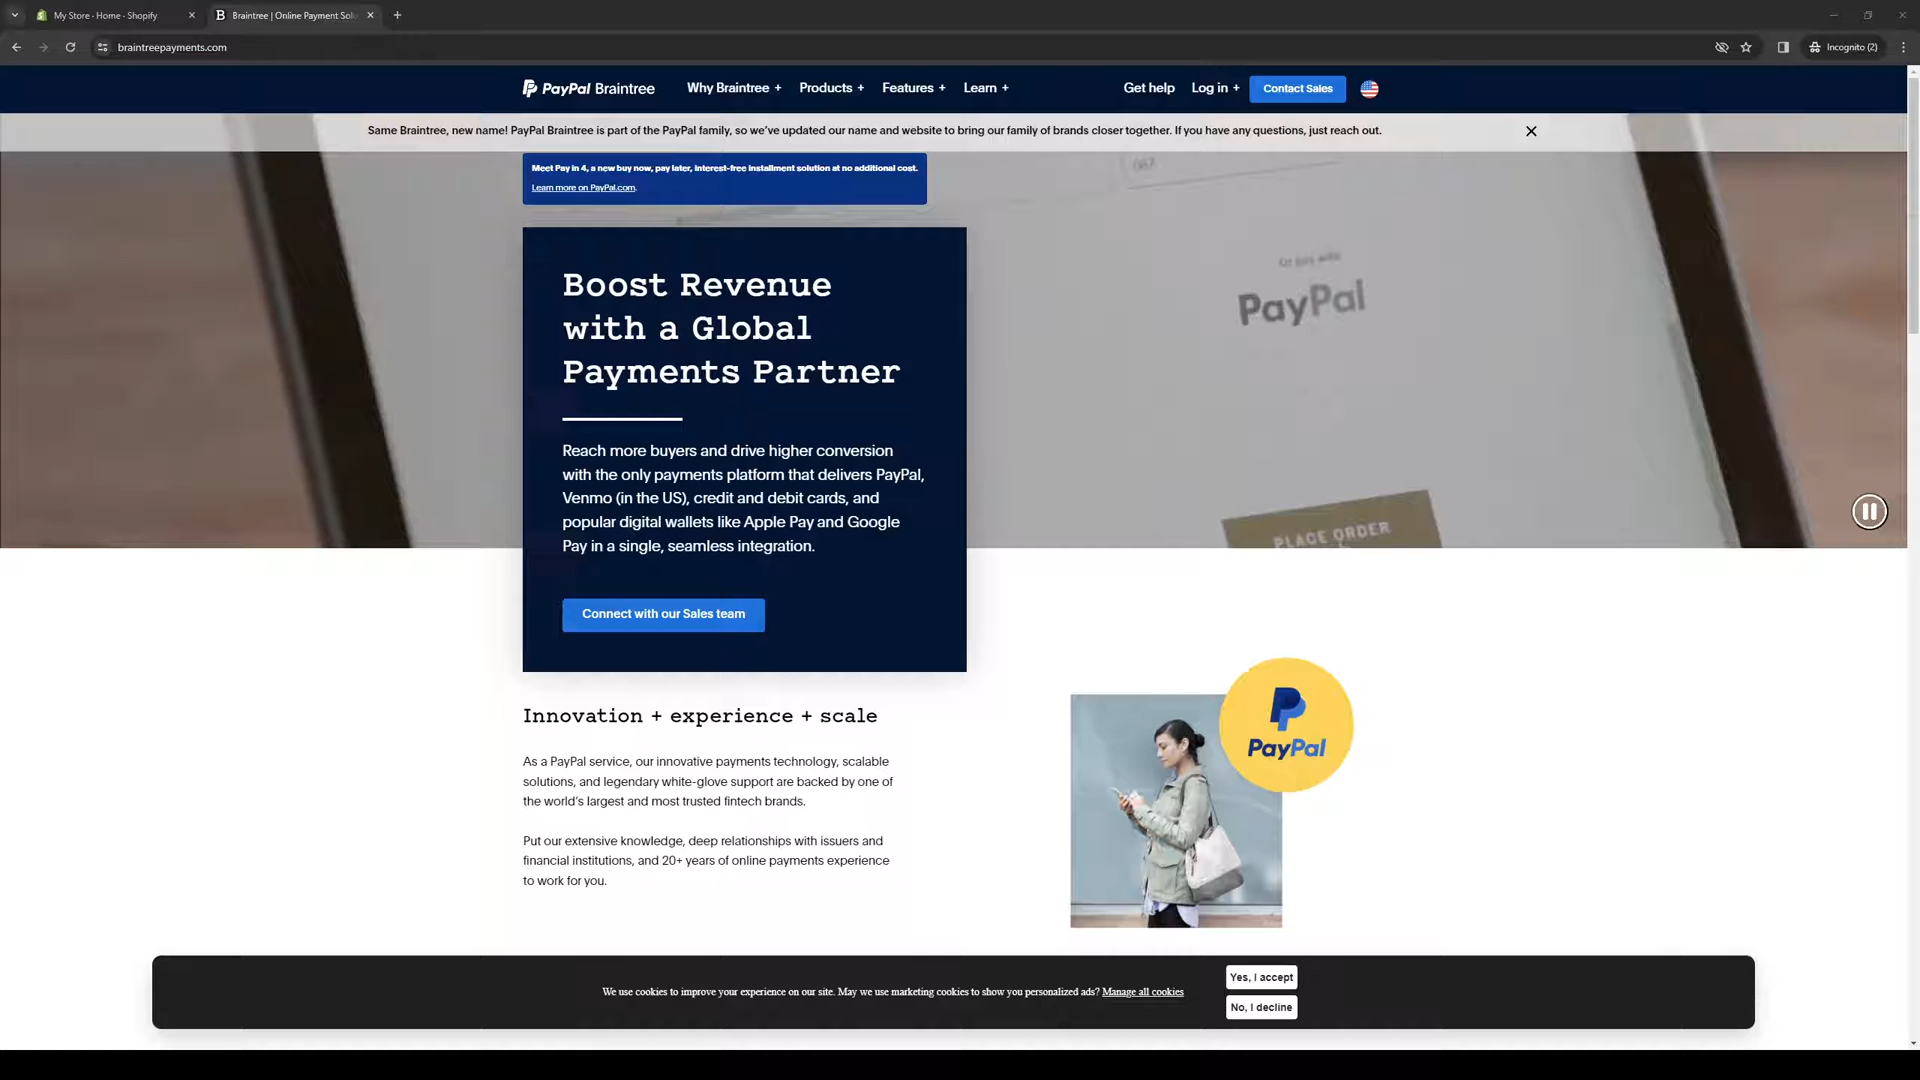 My Store · Home · Shopify
Braintree | Online Payment Solu
braintreepayments.com
Incognito (2)
PayPal Braintree
Why Braintree +
Products +
Features +
Learn +
Get help
Log in +
Contact Sales
Same Braintree, new name! PayPal Braintree is part of the PayPal family, so we've updated our name and website to bring our family of brands closer together. If you have any questions, just reach out.
Meet Pay in 4, a new buy now, pay later, interest-free installment solution at no additional cost.
Learn more on PayPal.com.
Or pay with
PayPal
PLACE ORDER
Boost Revenue
with a Global
Payments Partner
Reach more buyers and drive higher conversion
with the only payments platform that delivers PayPal,
Venmo (in the US), credit and debit cards, and
popular digital wallets like Apple Pay and Google
Pay in a single, seamless integration.
Connect with our Sales team
Innovation + experience + scale
As a PayPal service, our innovative payments technology, scalable
solutions, and legendary white-glove support are backed by one of
the world's largest and most trusted fintech brands.
Put our extensive knowledge, deep relationships with issuers and
financial institutions, and 20+ years of online payments experience
to work for you.
PayPal
We use cookies to improve your experience on our site. May we use marketing cookies to show you personalized ads? Manage all cookies
Yes, I accept
No, I decline